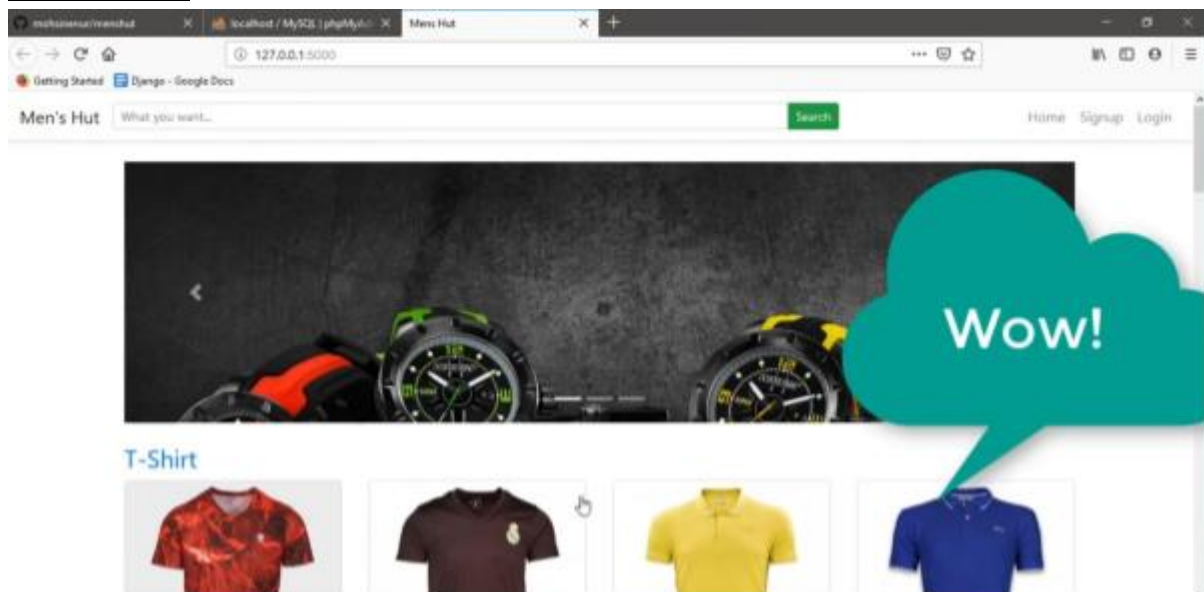 localhost / MySQL | phpMyAd
Mens Hut
127.0.0.1:5000
Getting Started
Django - Google Docs
Men's Hut
What you want...
Search
Home Signup Login
Wow!
T-Shirt